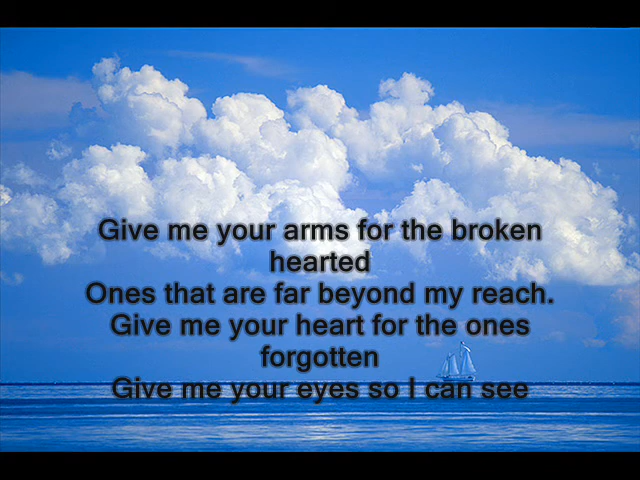 Give me your arms for the broken
hearted
Ones that are far beyond my reach.
Give me your heart for the ones
forgotten
Give me your eyes so I can see